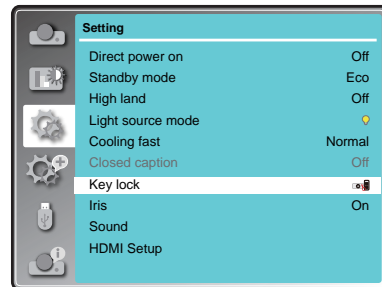 Setting
Direct power on Off
Standby mode Eco
High land Off
Light source mode
Cooling fast Normal
Closed caption Off
Key lock
Iris On
Sound
HDMI Setup